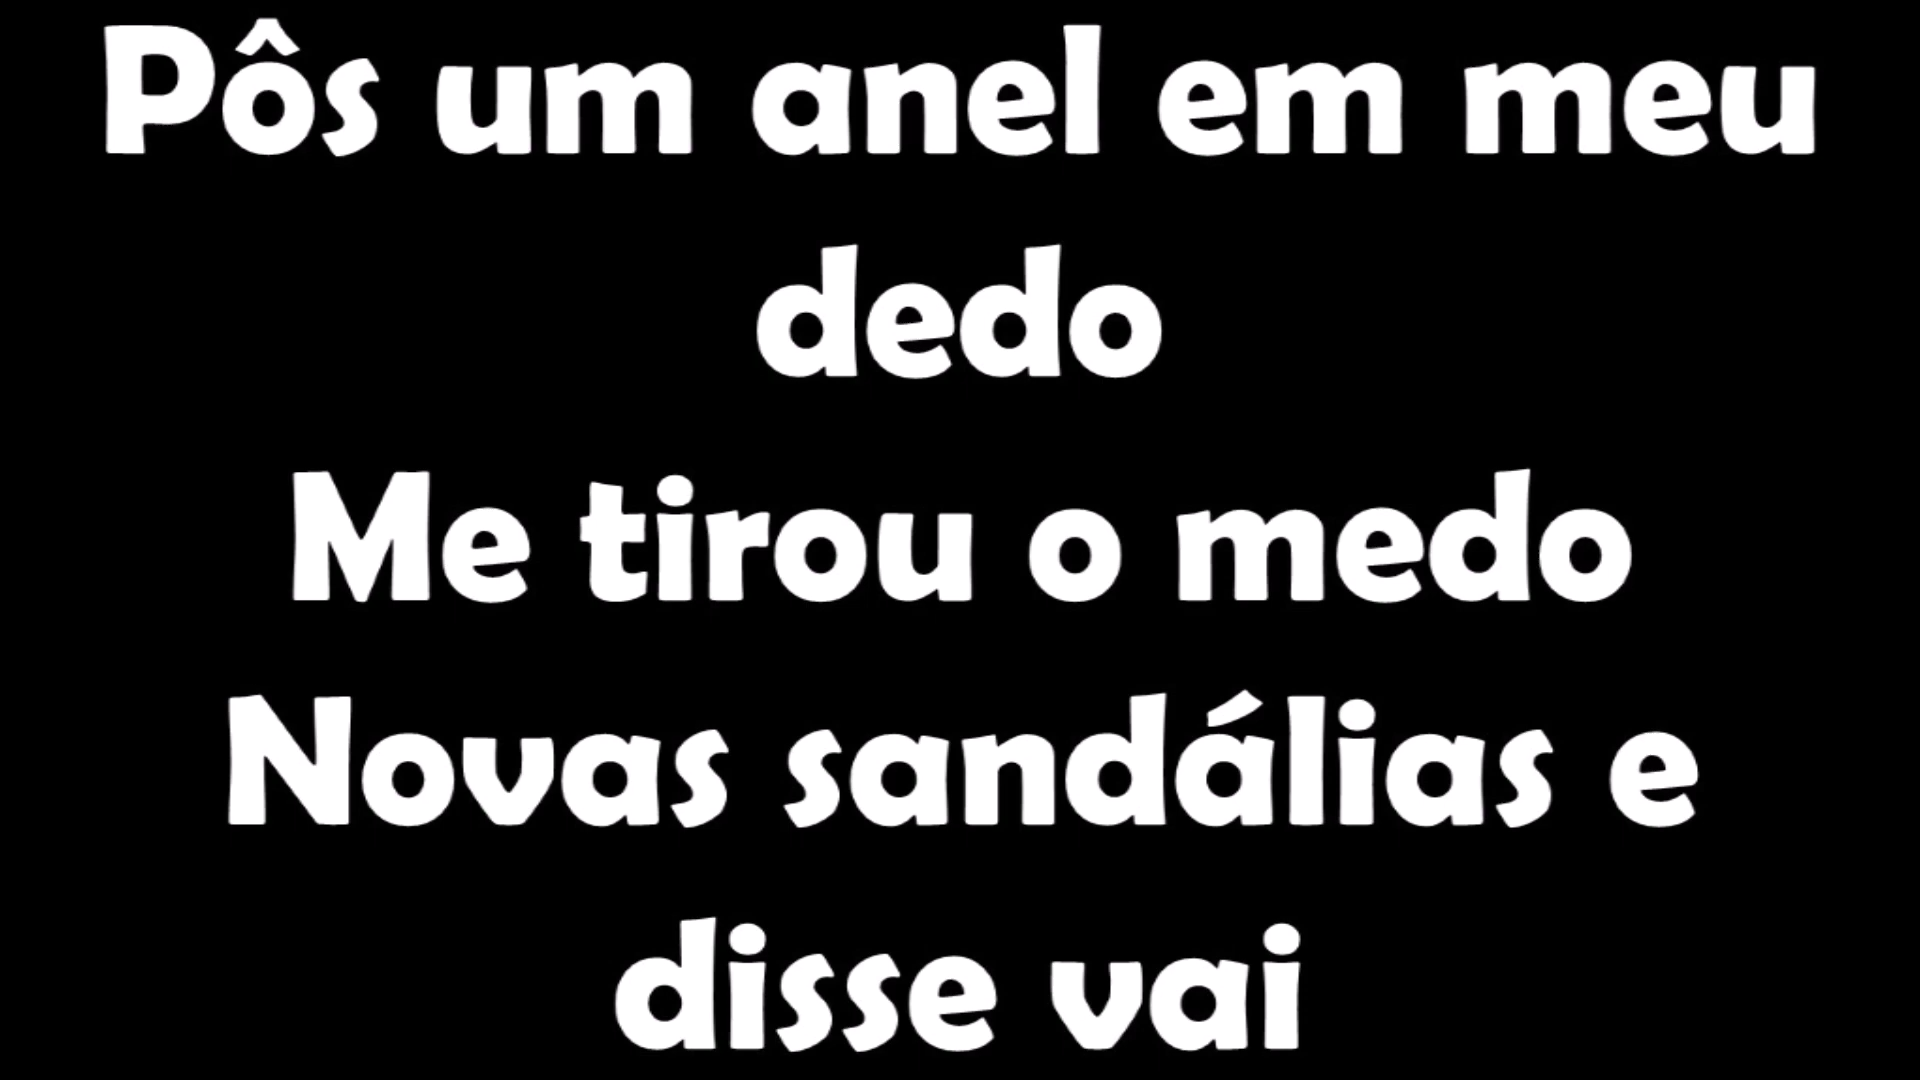 Pôs um anel em meu
dedo
Me tirou o medo
Novas sandálias e
disse vai